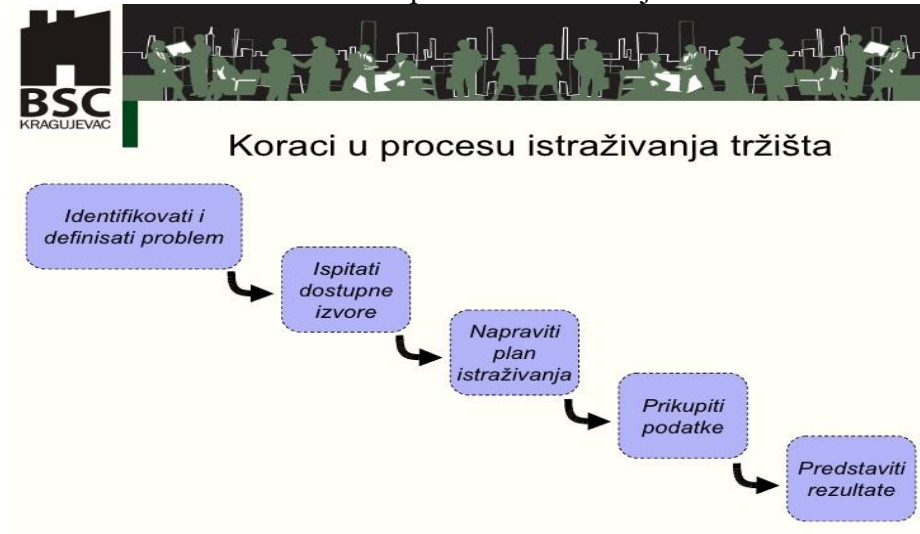 BSC
KRAGUJEVAC
Koraci u procesu istraživanja tržišta
Identifikovati i
definisati problem
Ispitati
dostupne
izvore
Napraviti
plan
istraživanja
Prikupiti
podatke
Predstaviti
rezultate